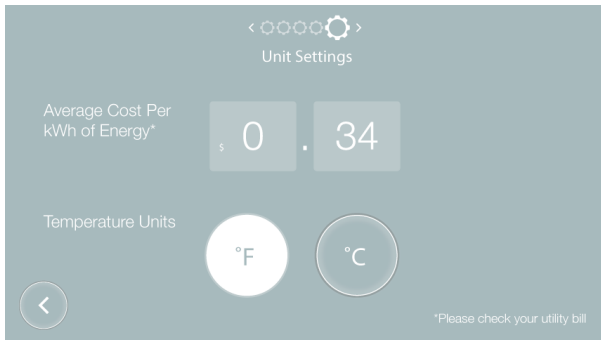 Unit Settings
Average Cost Per
kWh of Energy*
$ 0 . 34
Temperature Units
°F °C
*Please check your utility bill